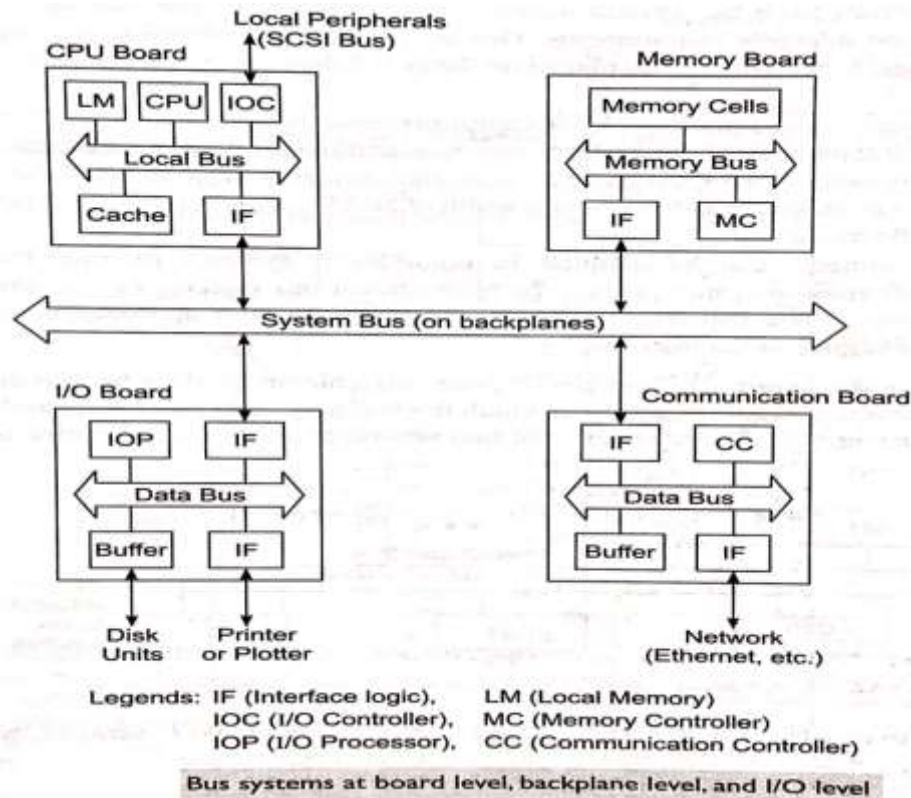 Local Peripherals
(SCSI Bus)
CPU Board
LM
CPU
IOC
Local Bus
Cache
IF
Memory Board
Memory Cells
Memory Bus
IF
MC
System Bus (on backplanes)
I/O Board
IOP
IF
Data Bus
Buffer
IF
Disk
Units
Printer
or Plotter
Communication Board
IF
CC
Data Bus
Buffer
IF
Network
(Ethernet, etc.)
Legends: IF (Interface logic), LM (Local Memory)
IOC (I/O Controller), MC (Memory Controller)
IOP (I/O Processor), CC (Communication Controller)
Bus systems at board level, backplane level, and I/O level